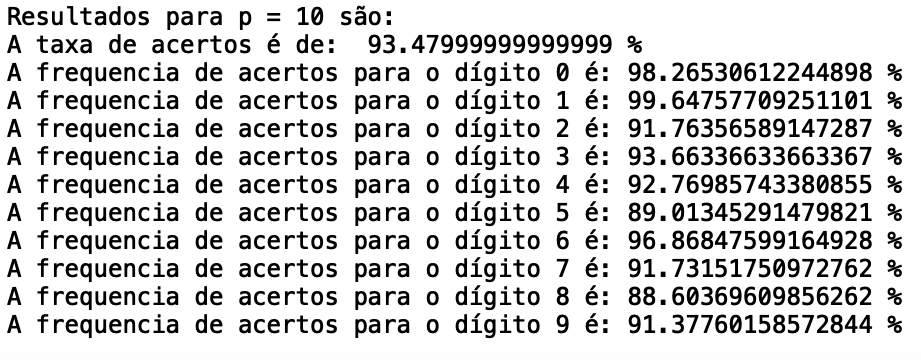 Resultados para p = 10 são:
A taxa de acertos é de:  93.47999999999999 %
A frequencia de acertos para o dígito 0 é: 98.26530612244898 %
A frequencia de acertos para o dígito 1 é: 99.64757709251101 %
A frequencia de acertos para o dígito 2 é: 91.76356589147287 %
A frequencia de acertos para o dígito 3 é: 93.66336633663367 %
A frequencia de acertos para o dígito 4 é: 92.76985743380855 %
A frequencia de acertos para o dígito 5 é: 89.01345291479821 %
A frequencia de acertos para o dígito 6 é: 96.86847599164928 %
A frequencia de acertos para o dígito 7 é: 91.73151750972762 %
A frequencia de acertos para o dígito 8 é: 88.60369609856262 %
A frequencia de acertos para o dígito 9 é: 91.37760158572844 %